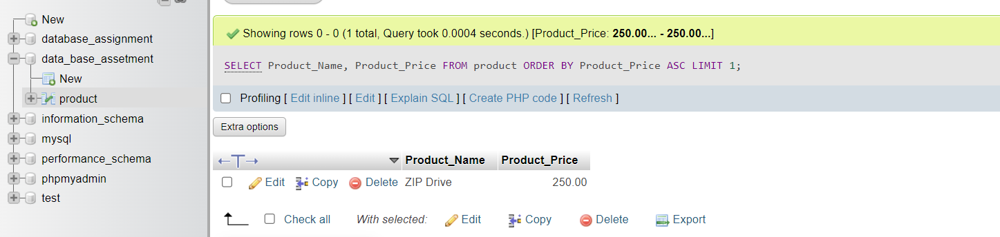 New
database_assignment
data_base_assetment
New
product
information_schema
mysql
performance_schema
phpmyadmin
test
Showing rows 0 - 0 (1 total, Query took 0.0004 seconds.) [Product_Price: 250.00... - 250.00...]
SELECT Product_Name, Product_Price FROM product ORDER BY Product_Price ASC LIMIT 1;
Profiling [ Edit inline ] [ Edit ] [ Explain SQL ] [ Create PHP code ] [ Refresh ]
Extra options
Product_Name Product_Price
Edit Copy Delete ZIP Drive 250.00
Check all With selected: Edit Copy Delete Export